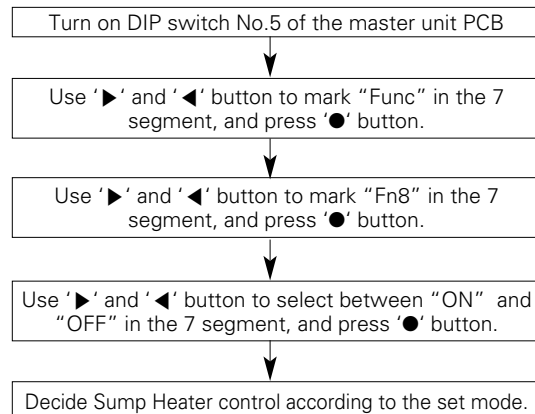 Turn on DIP switch No.5 of the master unit PCB
Use ‘▶’ and ‘◀‘ button to mark “Func” in the 7
segment, and press ‘●‘ button.
Use ‘▶’ and ‘◀‘ button to mark “Fn8” in the 7
segment, and press ‘●‘ button.
Use ‘▶’ and ‘◀‘ button to select between “ON” and
“OFF” in the 7 segment, and press ‘●‘ button.
Decide Sump Heater control according to the set mode.